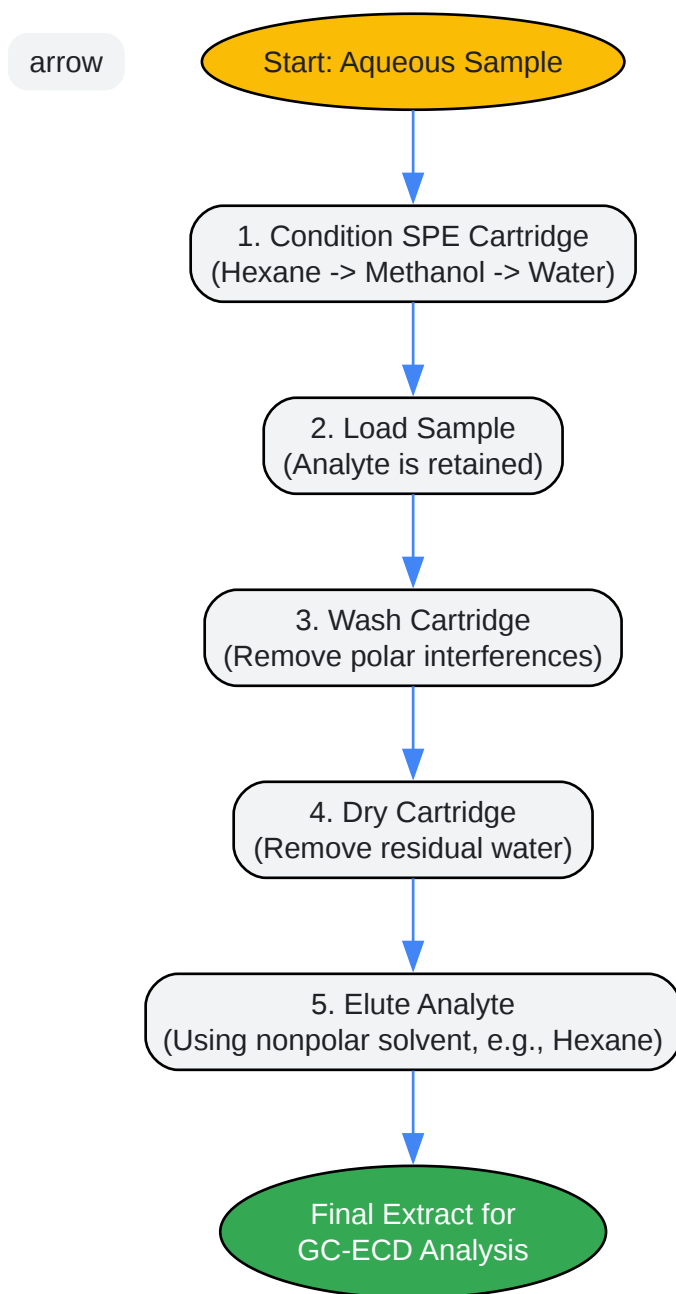 arrow
Start: Aqueous Sample
1. Condition SPE Cartridge
(Hexane -> Methanol -> Water)
2. Load Sample
(Analyte is retained)
3. Wash Cartridge
(Remove polar interferences)
4. Dry Cartridge
(Remove residual water)
5. Elute Analyte
(Using nonpolar solvent, e.g., Hexane)
Final Extract for
GC-ECD Analysis